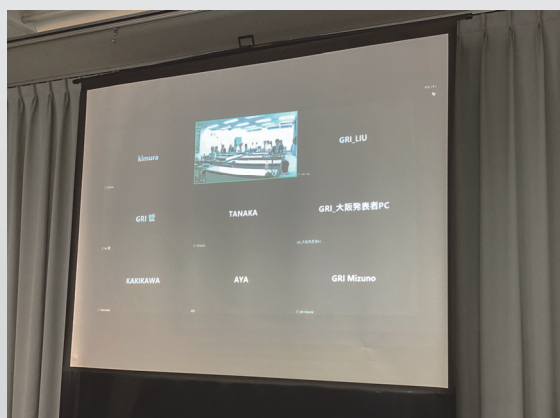 kimura
GRI_LIU
GRI 菅
TANAKA
GRI_大阪発表者PC
KAKIKAWA
AYA
GRI Mizuno